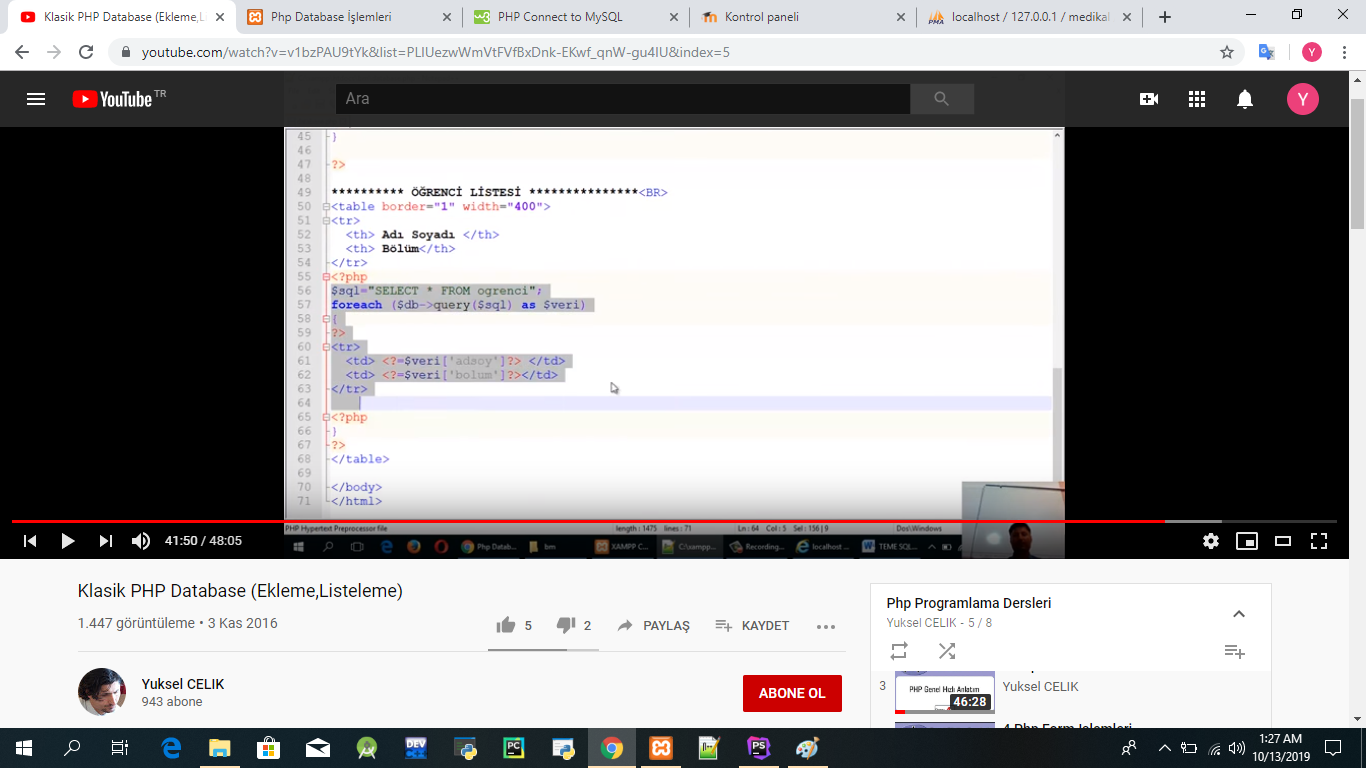 Klasik PHP Database (Ekleme,Li
Php Database İşlemleri
PHP Connect to MySQL
Kontrol paneli
localhost / 127.0.0.1 / medikal
youtube.com/watch?v=v1bzPAU9tYk&list=PLIUezwWmVtFVfBxDnk-EKwf_qnW-gu4IU&index=5
Y
YouTube TR
Ara
Y
45 }
46
47 ?>
48
49 ********** ÖĞRENCİ LİSTESİ ***************<BR>
50 <table border="1" width="400">
51 <tr>
52 <th> Adı Soyadı </th>
53 <th> Bölüm</th>
54 </tr>
55 <?php
56 $sql="SELECT * FROM ogrenci";
57 foreach ($db->query($sql) as $veri)
58 {
59 ?>
60 <tr>
61 <td> <?=$veri['adsoy']?> </td>
62 <td> <?=$veri['bolum']?></td>
63 </tr>
64
65 <?php
66 }
67 ?>
68 </table>
69
70 </body>
71 </html>
PHP Hypertext Preprocessor file length : 1475 lines : 71 Ln : 64 Col : 5 Sel : 156 | 9 Dos\Windows
Php Datab... bm XAMPP C... C:\xampp... Recording... localhost ... TEME SQL...
41:50 / 48:05
Klasik PHP Database (Ekleme,Listeleme)
1.447 görüntüleme • 3 Kas 2016
5 2 PAYLAŞ KAYDET
Yuksel CELIK
943 abone
ABONE OL
Php Programlama Dersleri
Yuksel CELIK - 5 / 8
3
PHP Genel Hızlı Anlatım
46:28
Yuksel CELIK
4 Php Form Islemleri
DEV
PC
PS
1:27 AM
10/13/2019